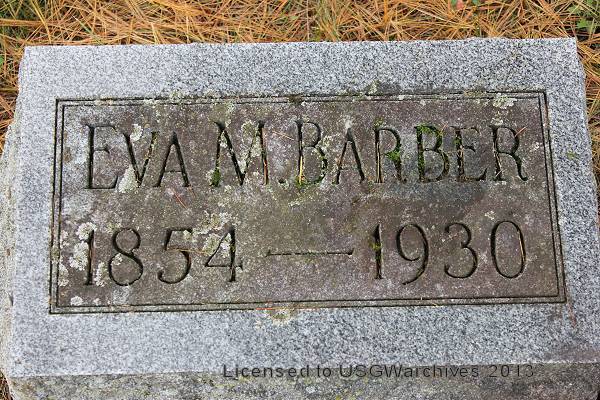 EVA M. BARBER
1854 — 1930
Licensed to USGWarchives 2013